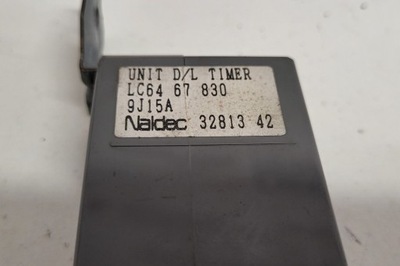 UNIT D/L TIMER
LC64 67 830
9J15A
Naldec 32813 42